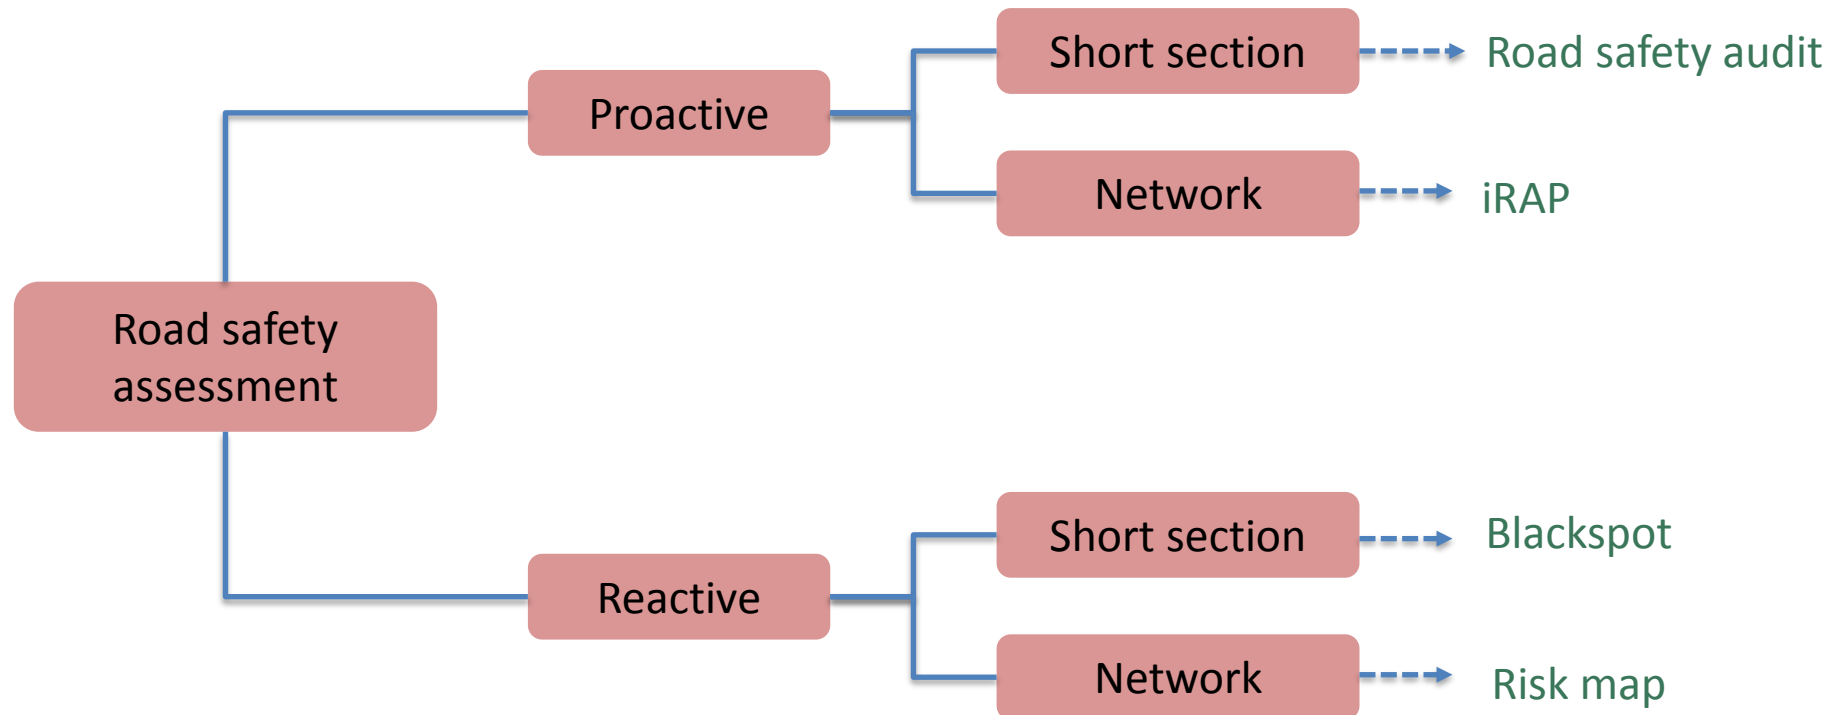 Short section
Road safety audit
Proactive
Network
iRAP
Road safety
assessment
Short section
Blackspot
Reactive
Network
Risk map